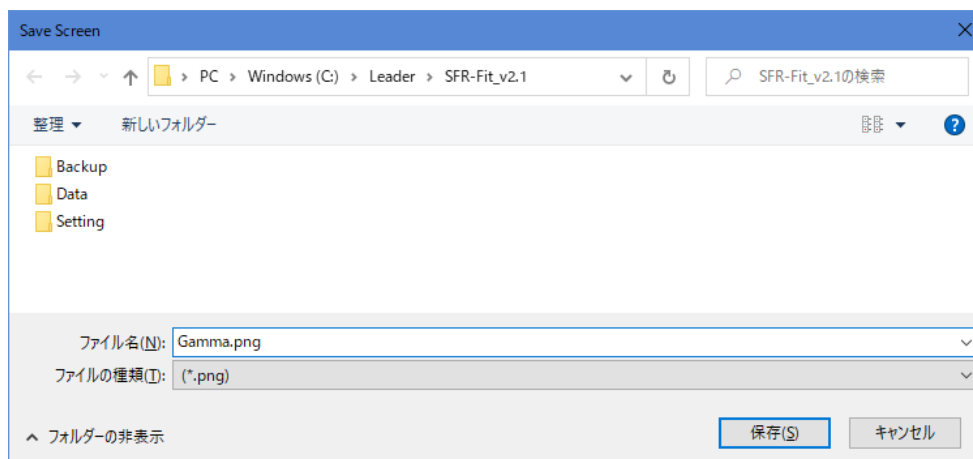 Save Screen
PC › Windows (C:) › Leader › SFR-Fit_v2.1
SFR-Fit_v2.1の検索
整理
新しいフォルダー
Backup
Data
Setting
ファイル名(N): Gamma.png
ファイルの種類(T): (*.png)
フォルダーの非表示
保存(S)
キャンセル